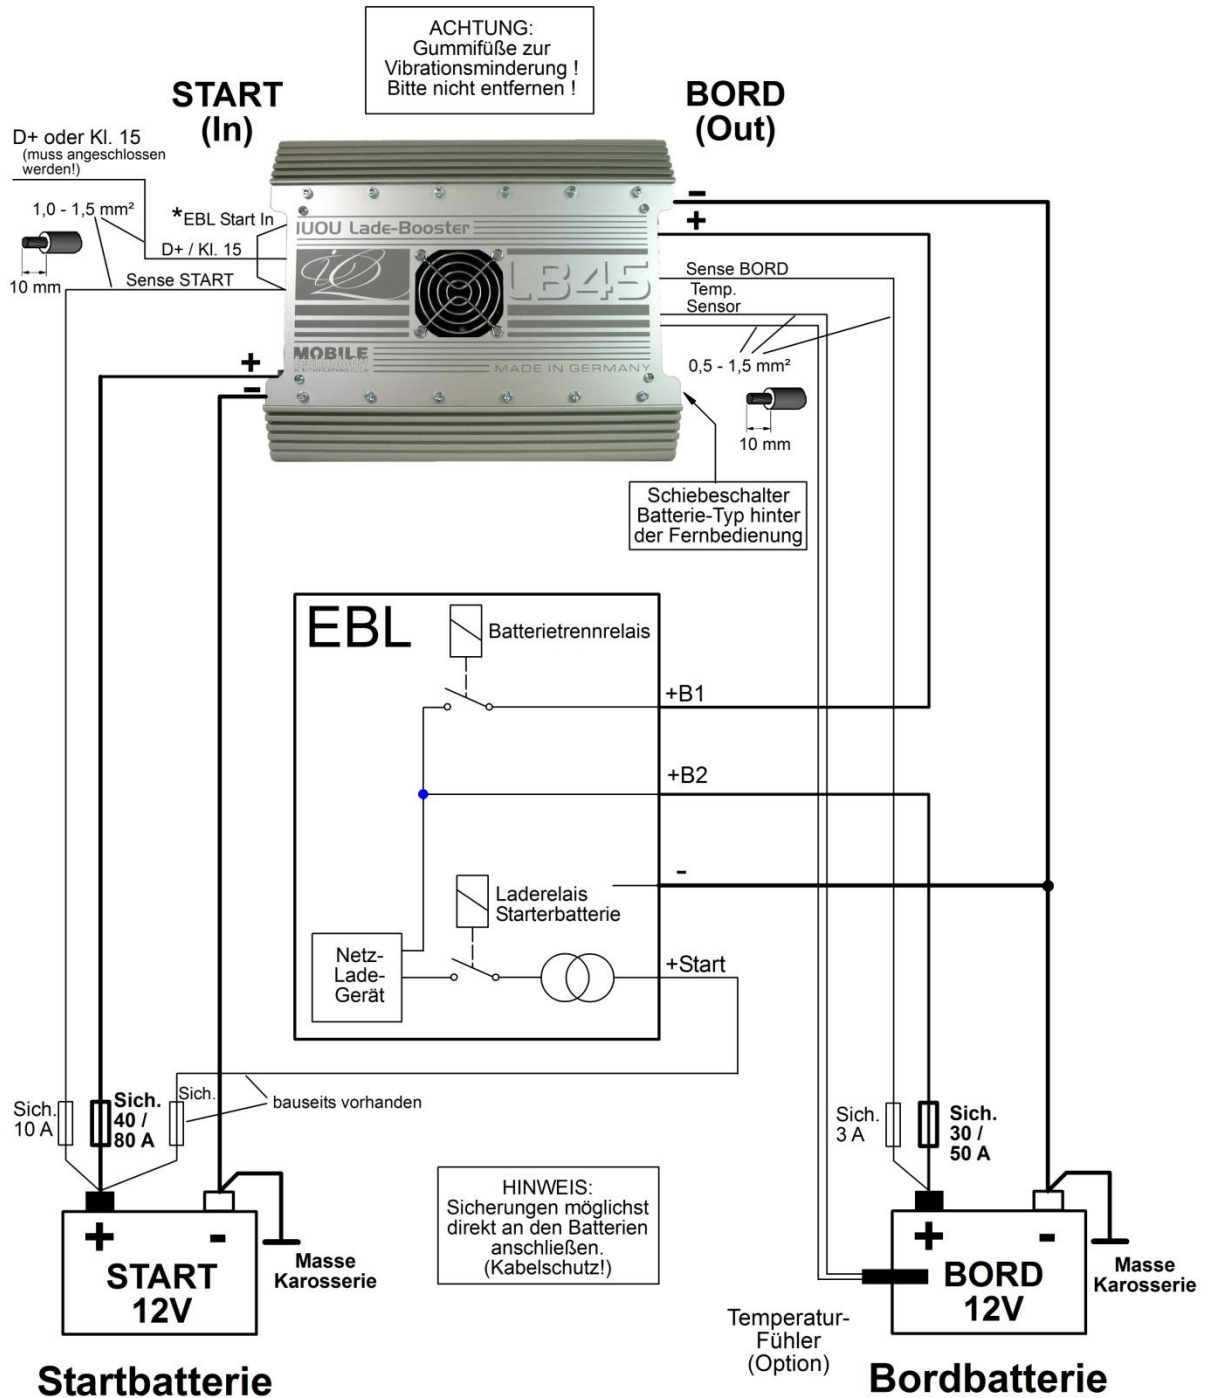 ACHTUNG:
Gummifüße zur
Vibrationsminderung !
Bitte nicht entfernen !
START
(In)
BORD
(Out)
D+ oder Kl. 15
(muss angeschlossen
werden!)
1,0 - 1,5 mm²
10 mm
*EBL Start In
D+ / Kl. 15
Sense START
+
-
IUOU Lade-Booster
LB45
MOBILE
MADE IN GERMANY
-
+
Sense BORD
Temp.
Sensor
0,5 - 1,5 mm²
10 mm
Schiebeschalter
Batterie-Typ hinter
der Fernbedienung
EBL
Batterietrennrelais
+B1
+B2
-
Laderelais
Starterbatterie
Netz-
Lade-
Gerät
+Start
Sich.
10 A
Sich.
40 /
80 A
Sich.
bauseits vorhanden
Sich.
3 A
Sich.
30 /
50 A
HINWEIS:
Sicherungen möglichst
direkt an den Batterien
anschließen.
(Kabelschutz!)
+ -
START
12V
Masse
Karosserie
+ -
BORD
12V
Masse
Karosserie
Temperatur-
Fühler
(Option)
Startbatterie
Bordbatterie